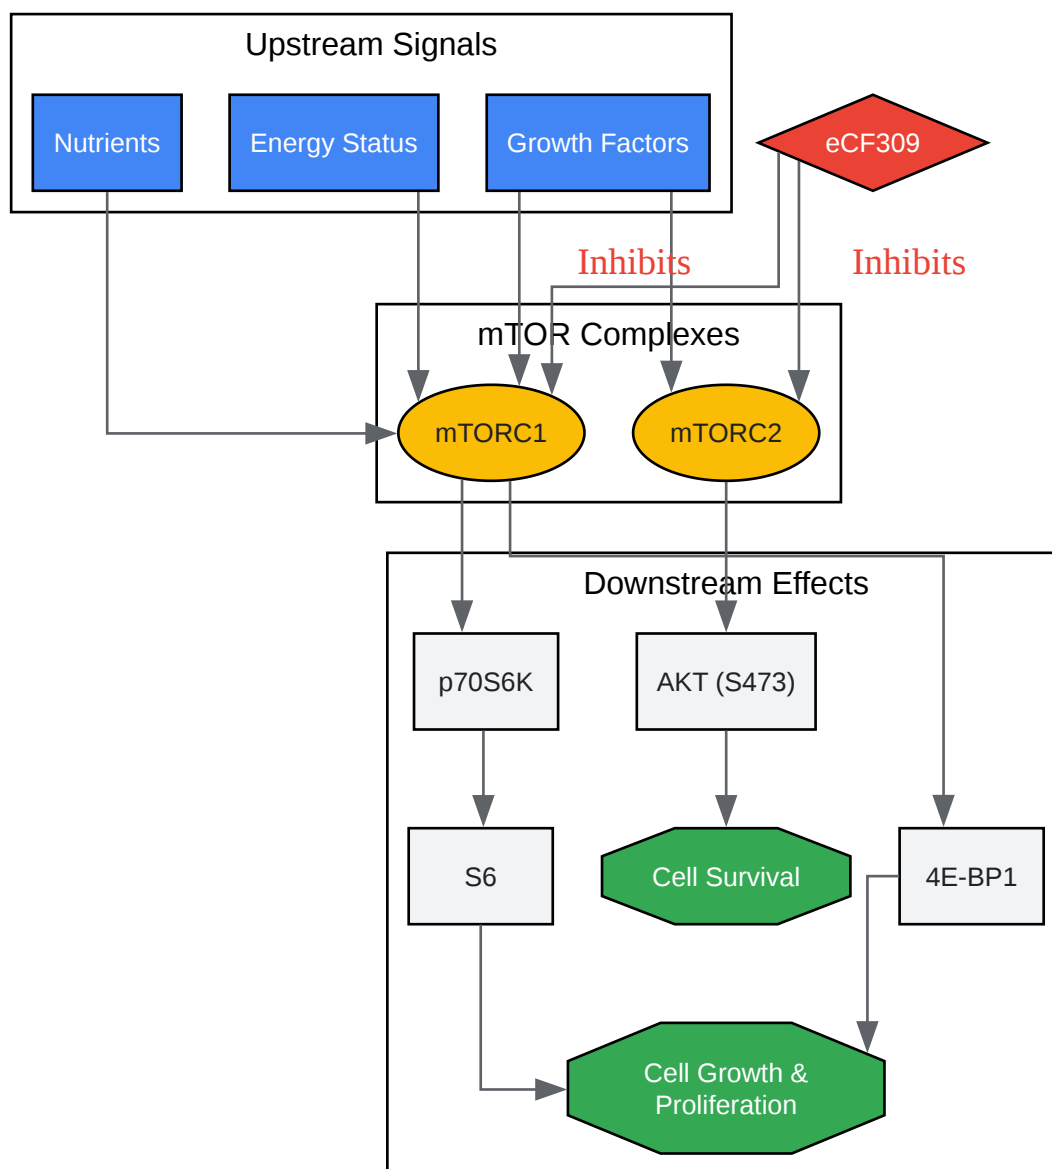 Upstream Signals
Nutrients
Energy Status
Growth Factors
eCF309
Inhibits
Inhibits
mTOR Complexes
mTORC1
mTORC2
Downstream Effects
p70S6K
AKT (S473)
S6
Cell Survival
4E-BP1
Cell Growth &
Proliferation